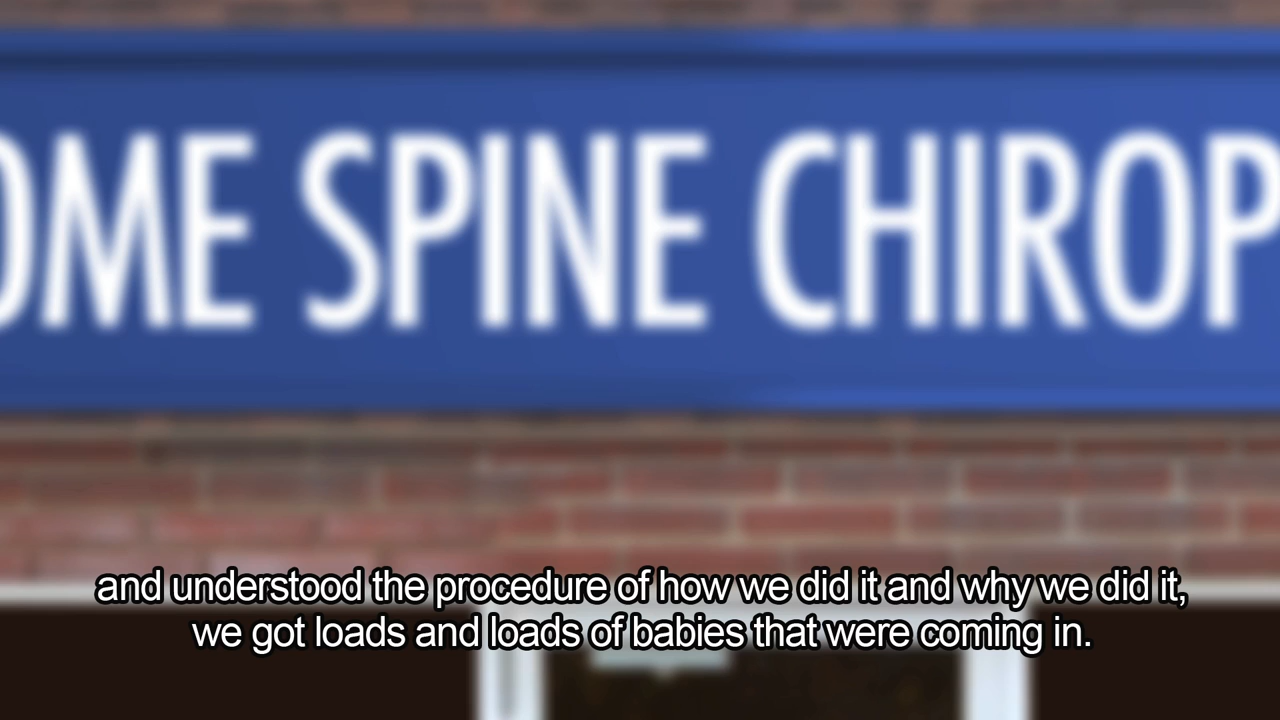 OME SPINE CHIROP
and understood the procedure of how we did it and why we did it,
we got loads and loads of babies that were coming in.